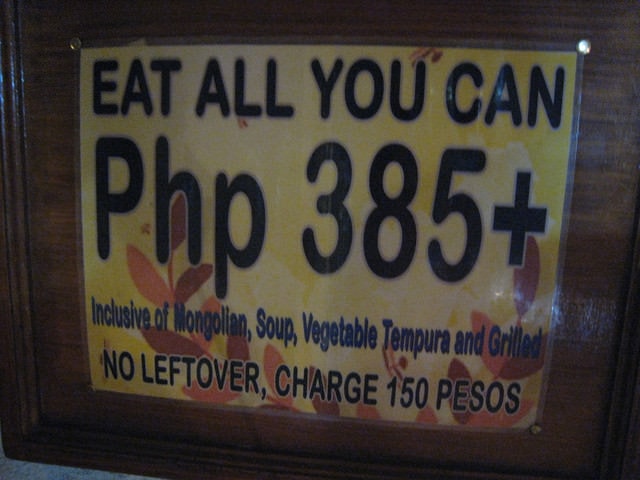 EAT ALL YOU CAN
Php 385+
Inclusive of Mongolian, Soup, Vegetable Tempura and Grilled
NO LEFTOVER, CHARGE 150 PESOS